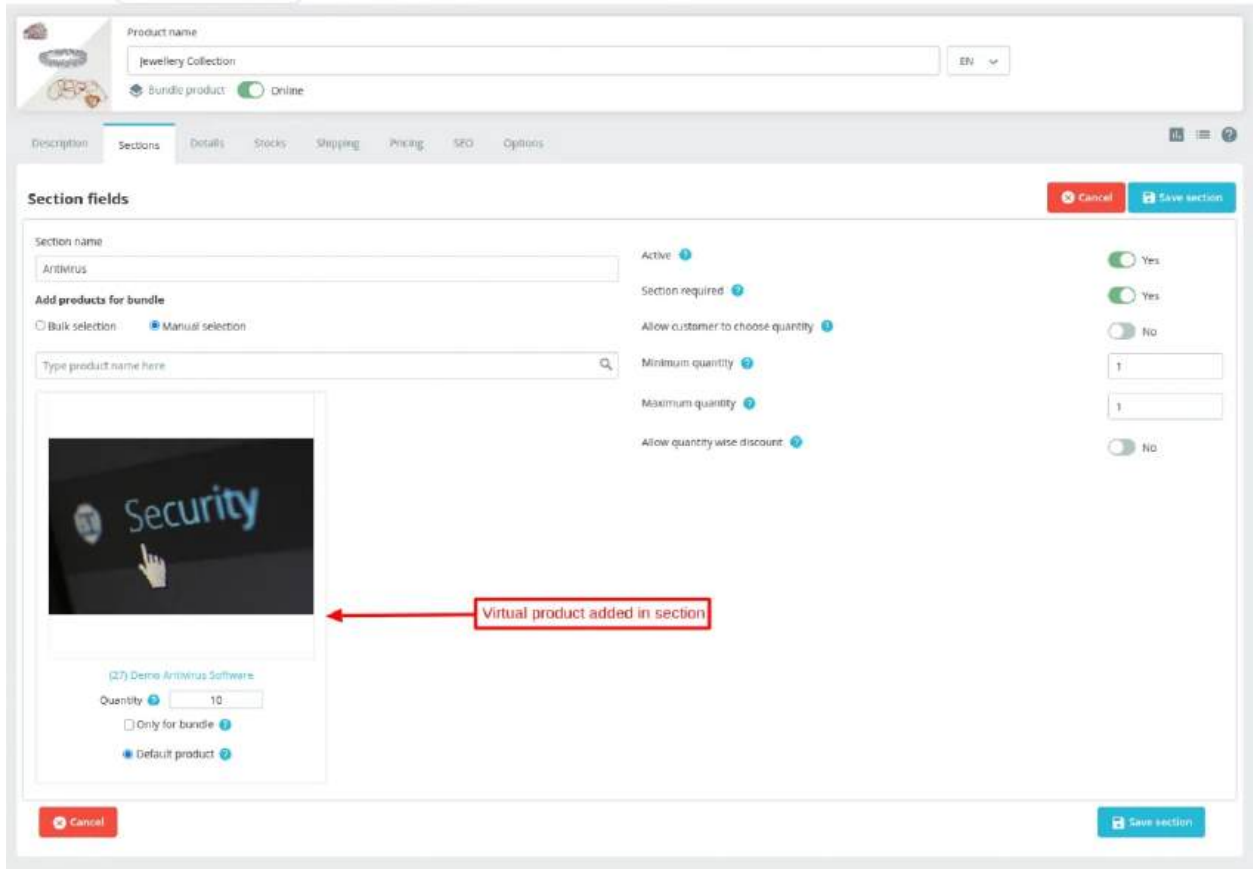 Product name
Jewellery Collection
EN
Bundle product Online
Description Sections Details Stocks Shipping Pricing SEO Options
Section fields
Cancel Save section
Section name
Antivirus
Add products for bundle
Bulk selection Manual selection
Type product name here
Active Yes
Section required Yes
Allow customer to choose quantity No
Minimum quantity 1
Maximum quantity 1
Allow quantity wise discount No
Security
Virtual product added in section
(27) Demo Antivirus Software
Quantity 10
Only for bundle
Default product
Cancel Save section